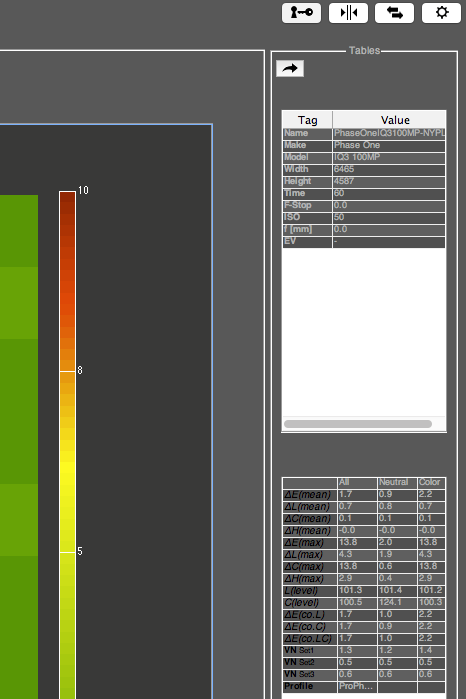 Tables
Tag Value
Name PhaseOneIQ3100MP-NYPL
Make Phase One
Model IQ3 100MP
Width 6465
Height 4587
Time 60
F-Stop 0.0
ISO 50
f [mm] 0.0
EV -
10
8
5
All Neutral Color
ΔE(mean) 1.7 0.9 2.2
ΔL(mean) 0.7 0.8 0.7
ΔC(mean) 0.1 0.1 0.1
ΔH(mean) -0.0 -0.0 -0.0
ΔE(max) 13.8 2.0 13.8
ΔL(max) 4.3 1.9 4.3
ΔC(max) 13.8 0.6 13.8
ΔH(max) 2.9 0.4 2.9
L(level) 101.3 101.4 101.2
C(level) 100.5 124.1 100.3
ΔE(co.L) 1.7 1.0 2.2
ΔE(co.C) 1.7 0.9 2.2
ΔE(co.LC) 1.7 1.0 2.2
VN Set1 1.3 1.2 1.4
VN Set2 0.5 0.5 0.5
VN Set3 0.6 0.6 0.6
Profile ProPh...